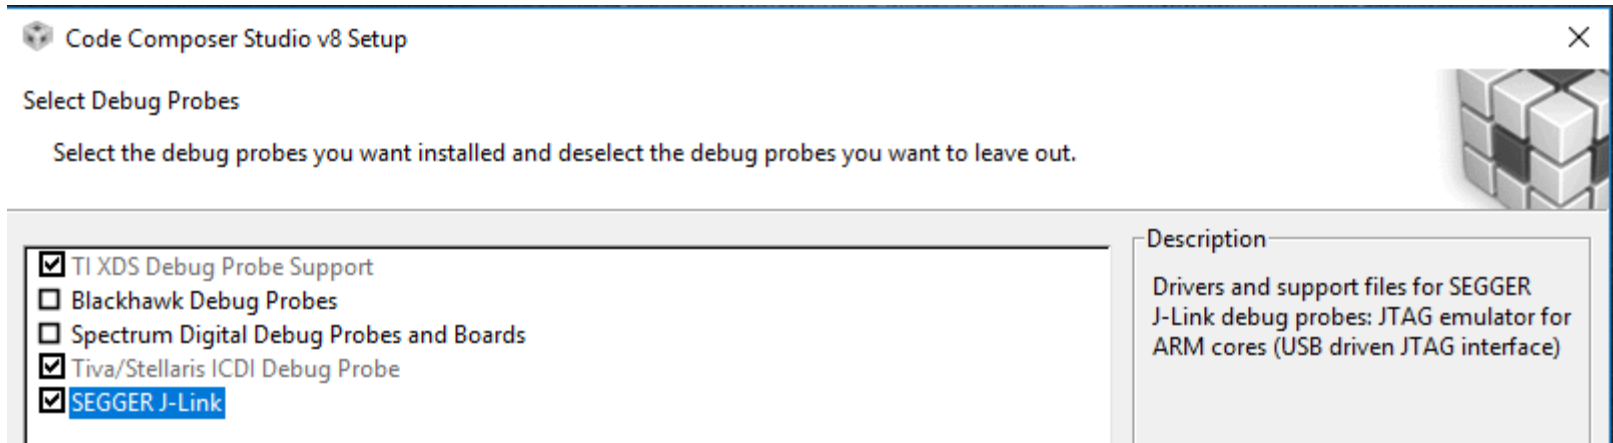 Code Composer Studio v8 Setup
Select Debug Probes
Select the debug probes you want installed and deselect the debug probes you want to leave out.
TI XDS Debug Probe Support
Blackhawk Debug Probes
Spectrum Digital Debug Probes and Boards
Tiva/Stellaris ICDI Debug Probe
SEGGER J-Link
Description
Drivers and support files for SEGGER
J-Link debug probes: JTAG emulator for
ARM cores (USB driven JTAG interface)